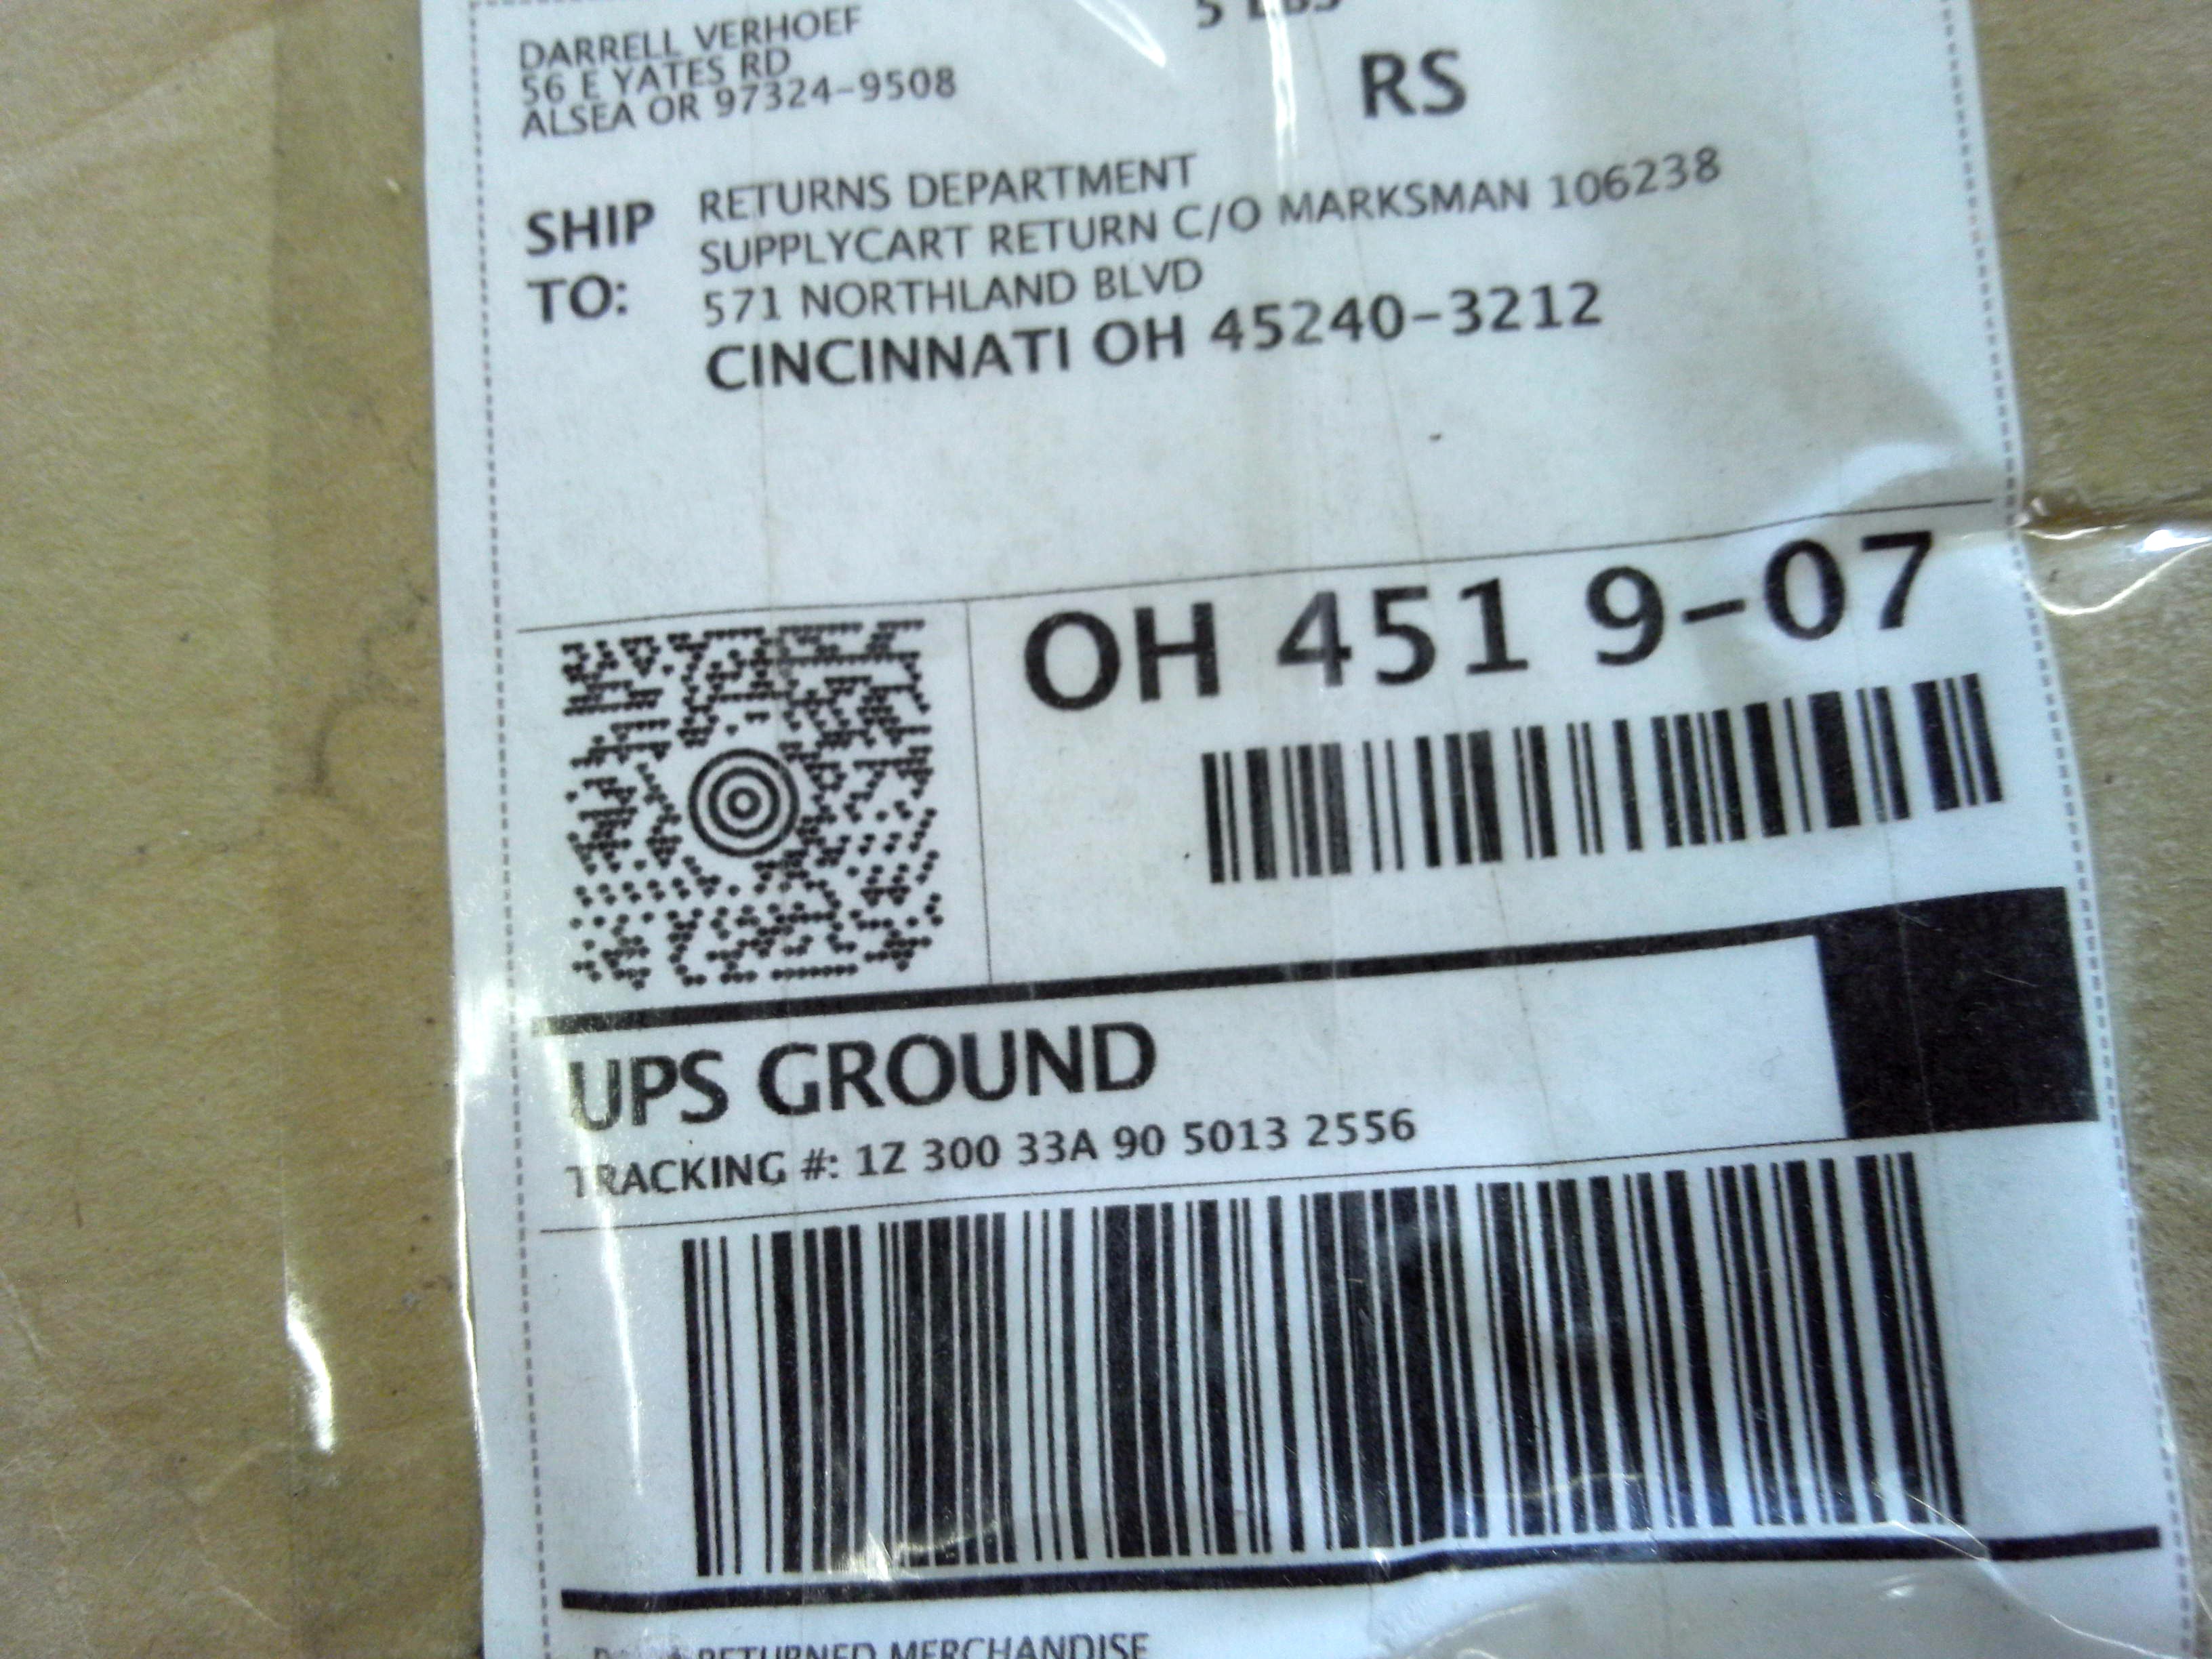 DARRELL VERHOEF
56 E YATES RD
ALSEA OR 97324-9508
5 LBS
RS
SHIP TO:
RETURNS DEPARTMENT
SUPPLYCART RETURN C/O MARKSMAN 106238
571 NORTHLAND BLVD
CINCINNATI OH 45240-3212
OH 451 9-07
UPS GROUND
TRACKING #: 1Z 300 33A 90 5013 2556
RETURNED MERCHANDISE